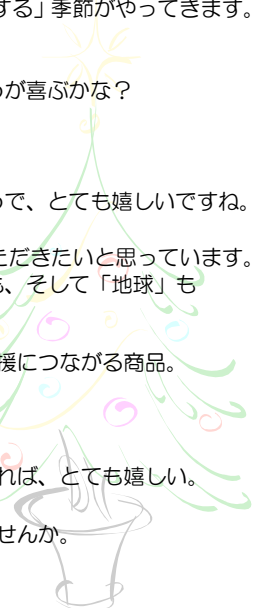 する」季節がやってきます。
が喜ぶかな？
で、とても嬉しいですね。
ただきたいと思っています。
、そして「地球」も
援につながる商品。
れば、とても嬉しい。
せんか。